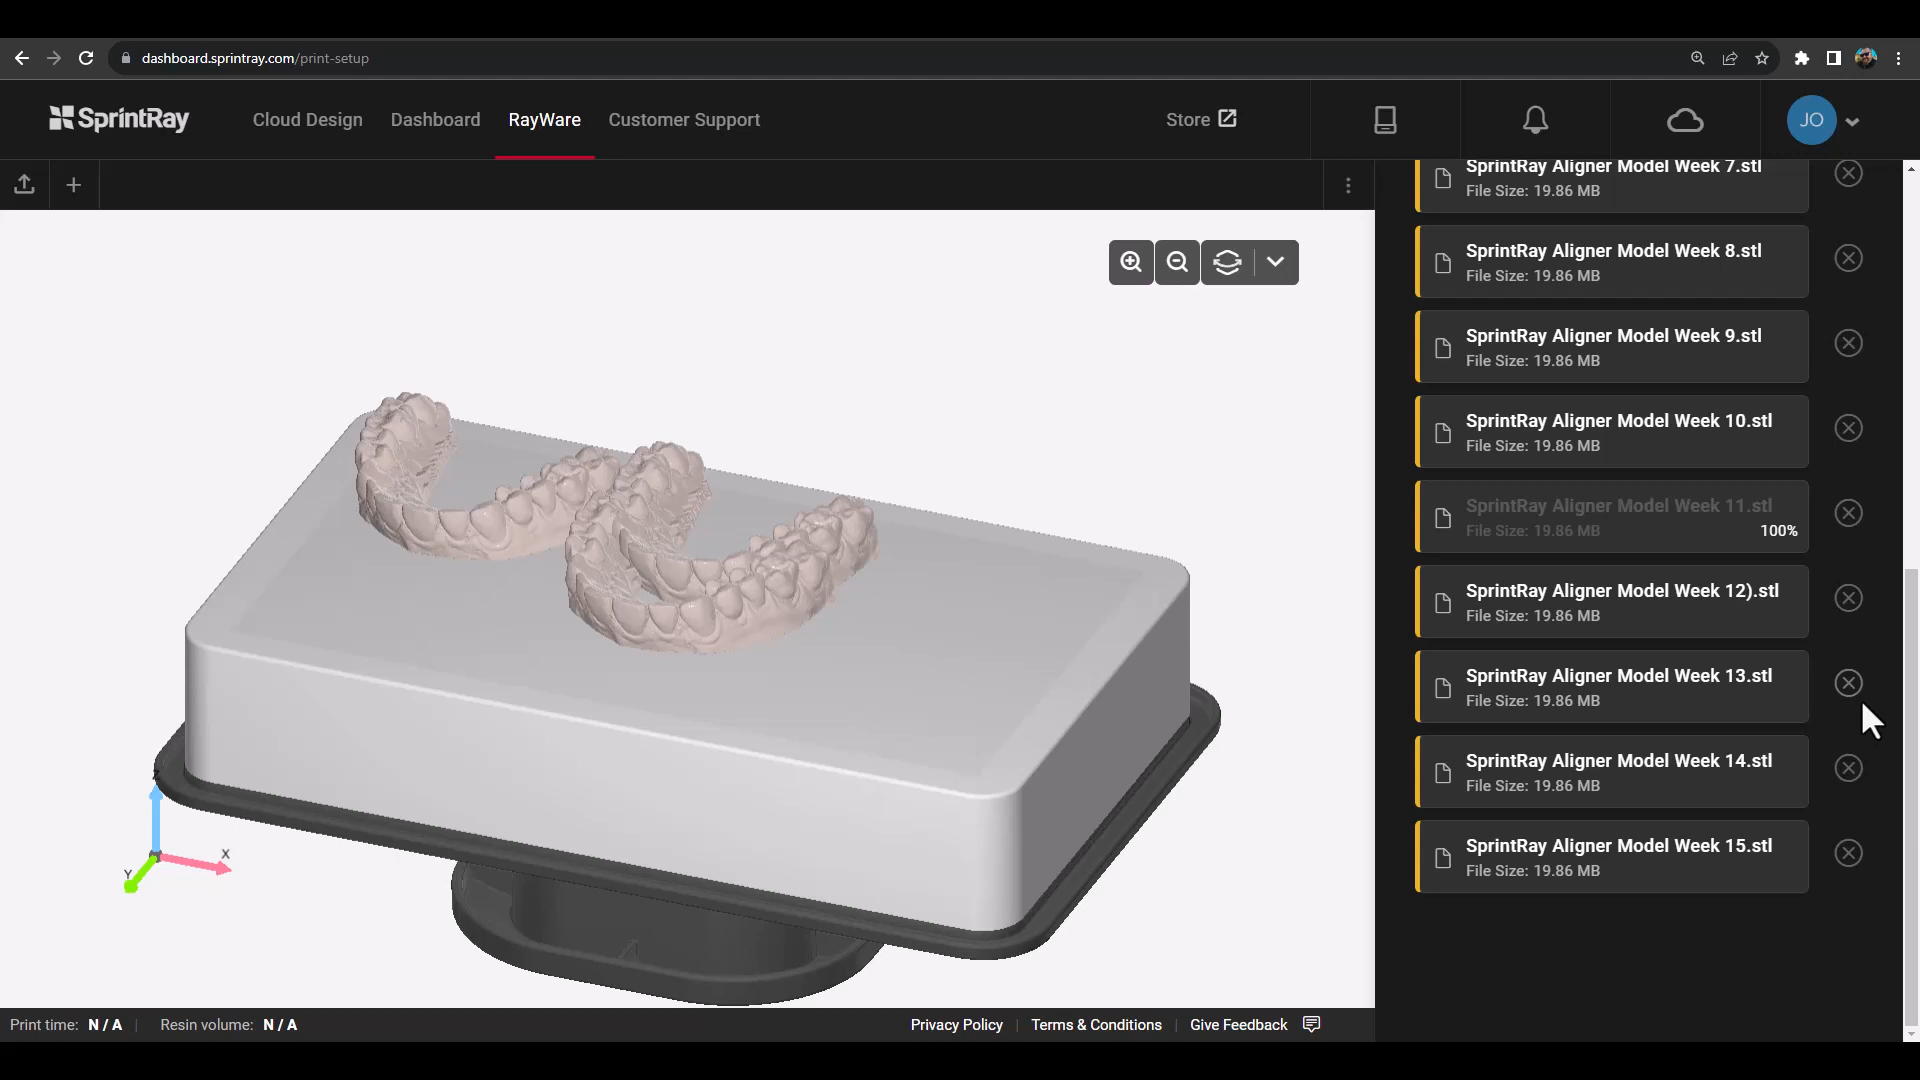 dashboard.sprintray.com/print-setup
SprintRay
Cloud Design
Dashboard
RayWare
Customer Support
Store
JO
SprintRay Aligner Model Week 7.stl
File Size: 19.86 MB
SprintRay Aligner Model Week 8.stl
File Size: 19.86 MB
SprintRay Aligner Model Week 9.stl
File Size: 19.86 MB
SprintRay Aligner Model Week 10.stl
File Size: 19.86 MB
SprintRay Aligner Model Week 11.stl
File Size: 19.86 MB
100%
SprintRay Aligner Model Week 12).stl
File Size: 19.86 MB
SprintRay Aligner Model Week 13.stl
File Size: 19.86 MB
SprintRay Aligner Model Week 14.stl
File Size: 19.86 MB
SprintRay Aligner Model Week 15.stl
File Size: 19.86 MB
Z
X
Y
Print time: N / A
Resin volume: N / A
Privacy Policy
Terms & Conditions
Give Feedback